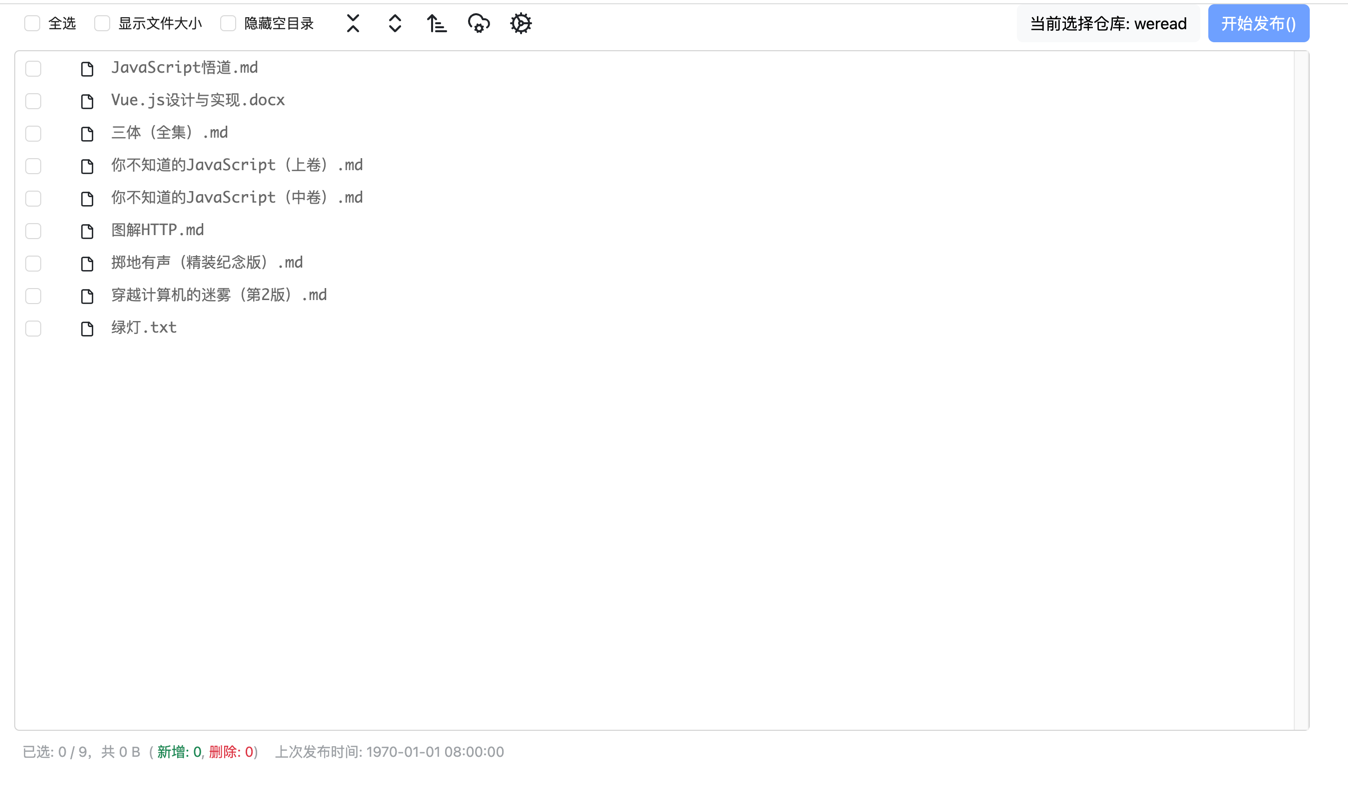 全选 显示文件大小 隐藏空目录 当前选择仓库: weread 开始发布()
JavaScript悟道.md
Vue.js设计与实现.docx
三体（全集）.md
你不知道的JavaScript（上卷）.md
你不知道的JavaScript（中卷）.md
图解HTTP.md
掷地有声（精装纪念版）.md
穿越计算机的迷雾（第2版）.md
绿灯.txt
已选: 0 / 9，共 0 B （ 新增: 0, 删除: 0） 上次发布时间: 1970-01-01 08:00:00